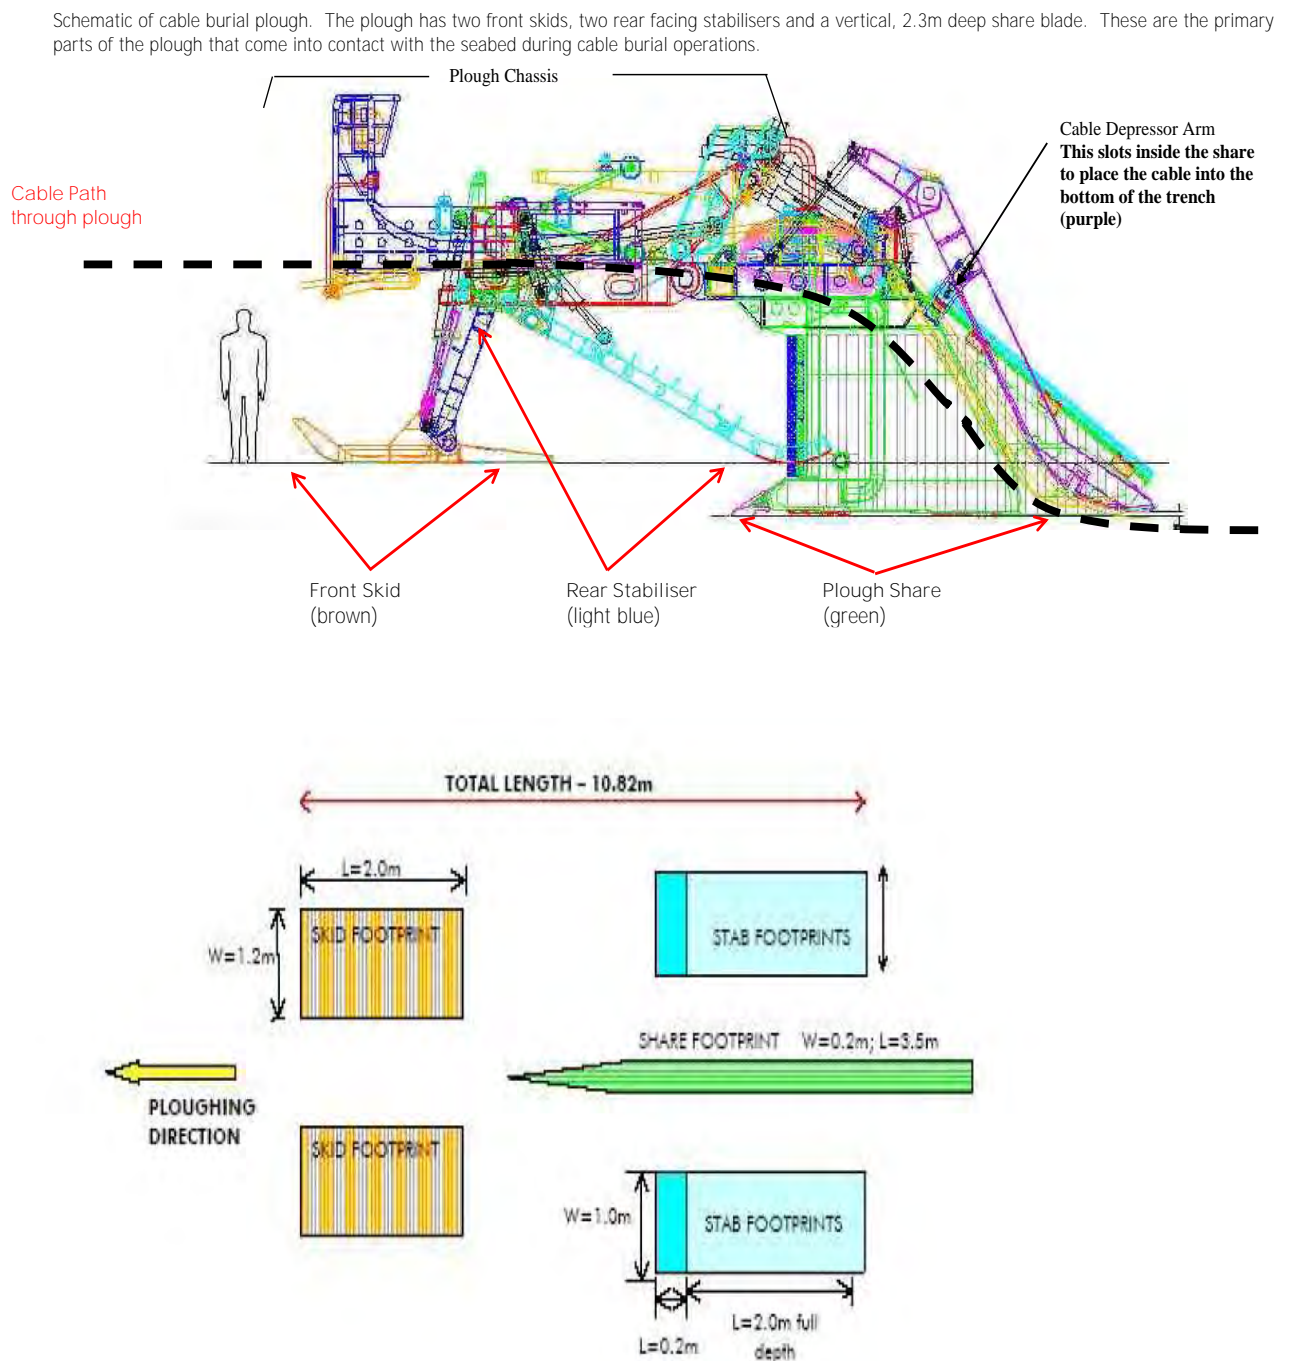 Schematic of cable burial plough.  The plough has two front skids, two rear facing stabilisers and a vertical, 2.3m deep share blade.  These are the primary
parts of the plough that come into contact with the seabed during cable burial operations.
Plough Chassis
Cable Depressor Arm
This slots inside the share
to place the cable into the
bottom of the trench
(purple)
Cable Path
through plough
Front Skid
(brown)
Rear Stabiliser
(light blue)
Plough Share
(green)
TOTAL LENGTH – 10.82m
L=2.0m
W=1.2m
SKID FOOTPRINT
STAB FOOTPRINTS
SHARE FOOTPRINT    W=0.2m; L=3.5m
PLOUGHING
DIRECTION
SKID FOOTPRINT
W=1.0m
STAB FOOTPRINTS
L=0.2m
L=2.0m full
depth